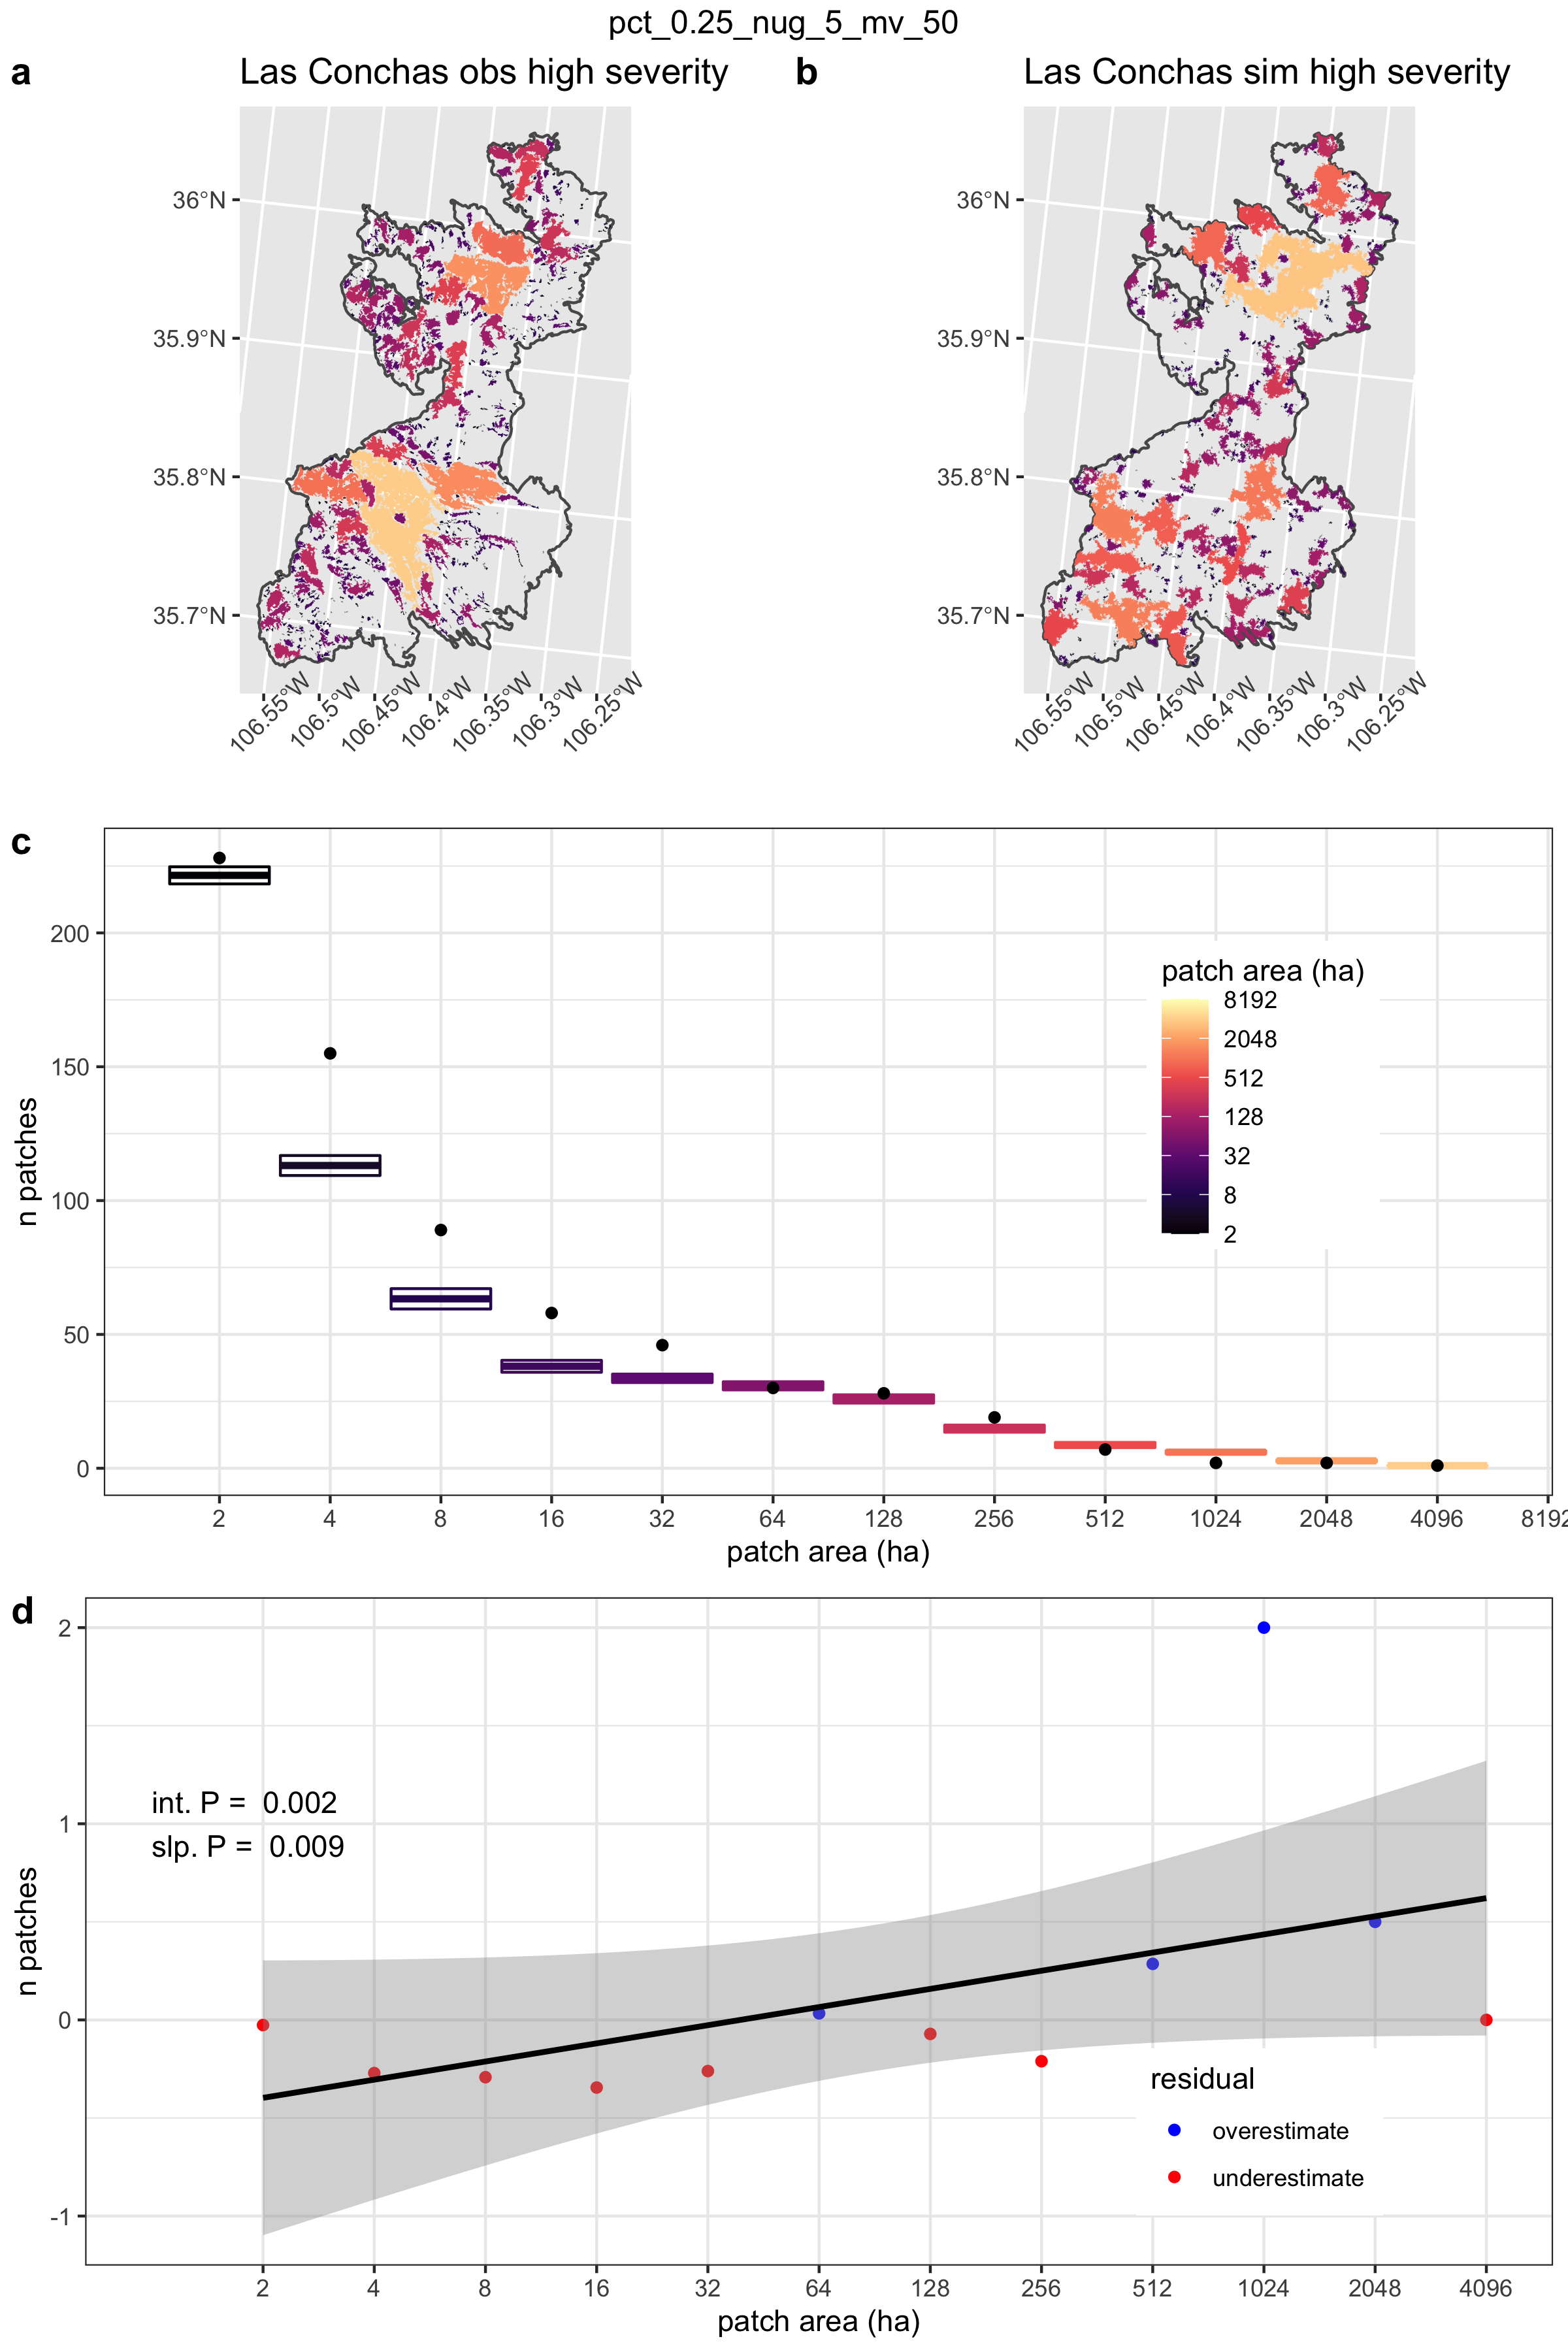 pct_0.25_nug_5_mv_50
a
Las Conchas obs high severity
36°N
35.9°N
35.8°N
35.7°N
106.55°W
106.5°W
106.45°W
106.4°W
106.35°W
106.3°W
106.25°W
b
Las Conchas sim high severity
36°N
35.9°N
35.8°N
35.7°N
106.55°W
106.5°W
106.45°W
106.4°W
106.35°W
106.3°W
106.25°W
c
n patches
200
150
100
50
0
patch area (ha)
8192
2048
512
128
32
8
2
2 4 8 16 32 64 128 256 512 1024 2048 4096 8192
patch area (ha)
d
n patches
2
1
0
-1
int. P = 0.002
slp. P = 0.009
residual
overestimate
underestimate
2 4 8 16 32 64 128 256 512 1024 2048 4096
patch area (ha)